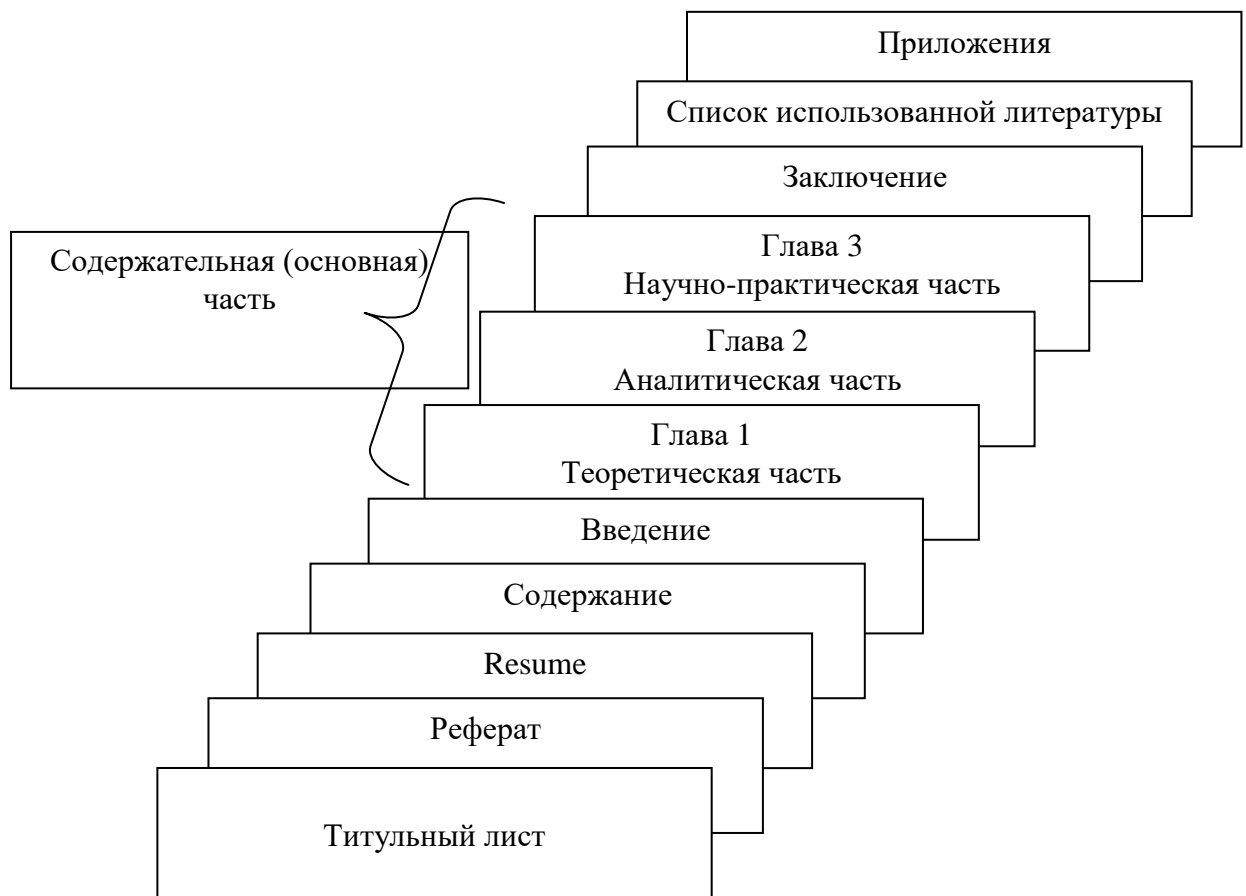 Приложения
Список использованной литературы
Заключение
Содержательная (основная)
часть
Глава 3
Научно-практическая часть
Глава 2
Аналитическая часть
Глава 1
Теоретическая часть
Введение
Содержание
Resume
Реферат
Титульный лист